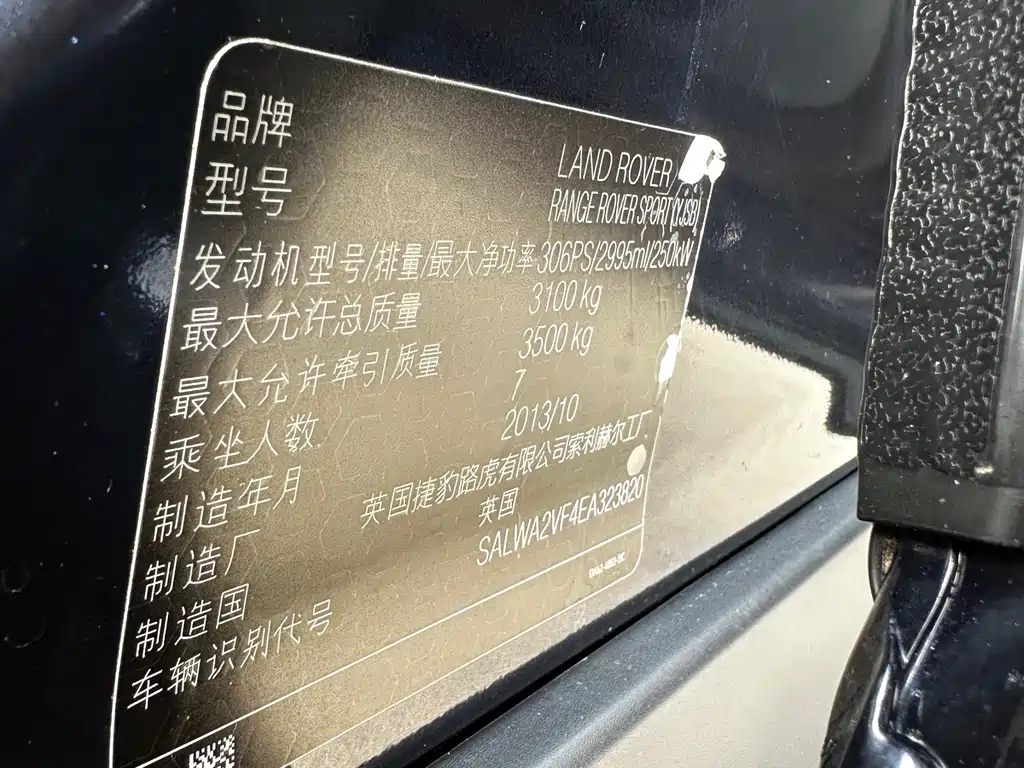 品牌 LAND ROVER
型号 RANGE ROVER SPORT(YJSB)
发动机型号/排量/最大净功率 306PS/2995ml/250kW
最大允许总质量 3100 kg
最大允许牵引质量 3500 kg
乘坐人数 7
制造年月 2013/10
制造厂 英国捷豹路虎有限公司索利赫尔工厂
制造国 英国
车辆识别代号 SALWA2VF4EA323820